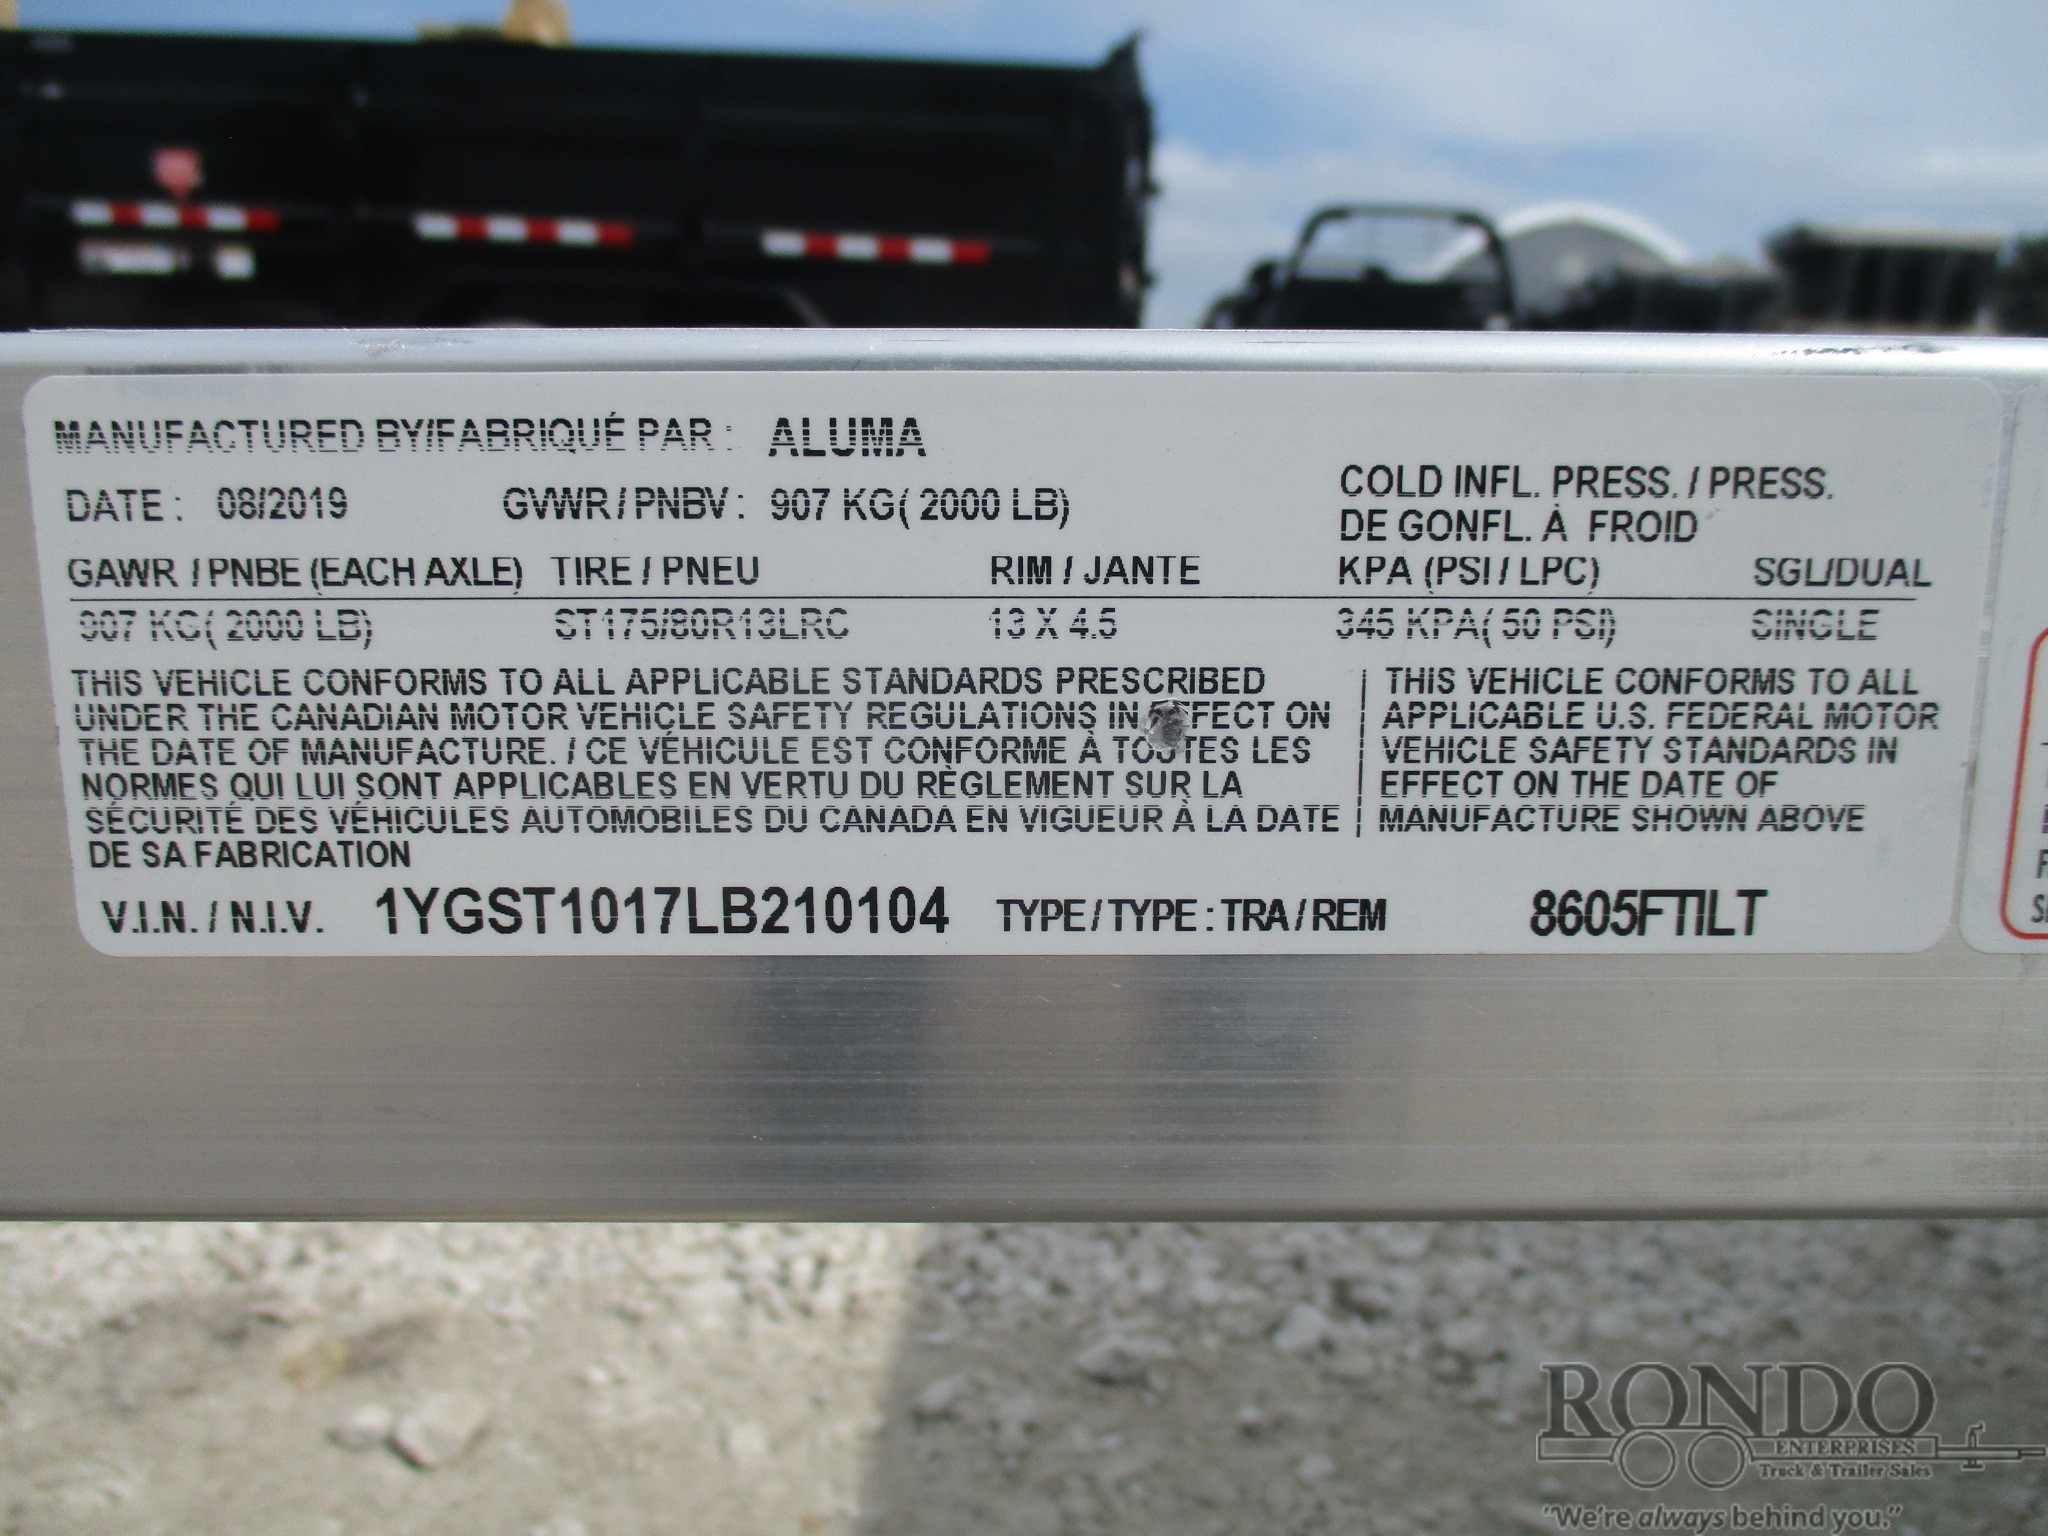 MANUFACTURED BY/FABRIQUÉ PAR : ALUMA
DATE : 08/2019 GVWR / PNBV : 907 KG( 2000 LB)
COLD INFL. PRESS. / PRESS.
DE GONFL. À FROID
GAWR / PNBE (EACH AXLE) TIRE / PNEU RIM / JANTE KPA (PSI / LPC) SGL/DUAL
907 KG( 2000 LB) ST175/80R13LRC 13 X 4.5 345 KPA( 50 PSI) SINGLE
THIS VEHICLE CONFORMS TO ALL APPLICABLE STANDARDS PRESCRIBED
UNDER THE CANADIAN MOTOR VEHICLE SAFETY REGULATIONS IN EFFECT ON
THE DATE OF MANUFACTURE. / CE VÉHICULE EST CONFORME À TOUTES LES
NORMES QUI LUI SONT APPLICABLES EN VERTU DU RÈGLEMENT SUR LA
SÉCURITÉ DES VÉHICULES AUTOMOBILES DU CANADA EN VIGUEUR À LA DATE
DE SA FABRICATION
THIS VEHICLE CONFORMS TO ALL
APPLICABLE U.S. FEDERAL MOTOR
VEHICLE SAFETY STANDARDS IN
EFFECT ON THE DATE OF
MANUFACTURE SHOWN ABOVE
V.I.N. / N.I.V. 1YGST1017LB210104 TYPE / TYPE : TRA / REM 8605FTILT
RONDO
ENTERPRISES
Truck & Trailer Sales
"We're always behind you."